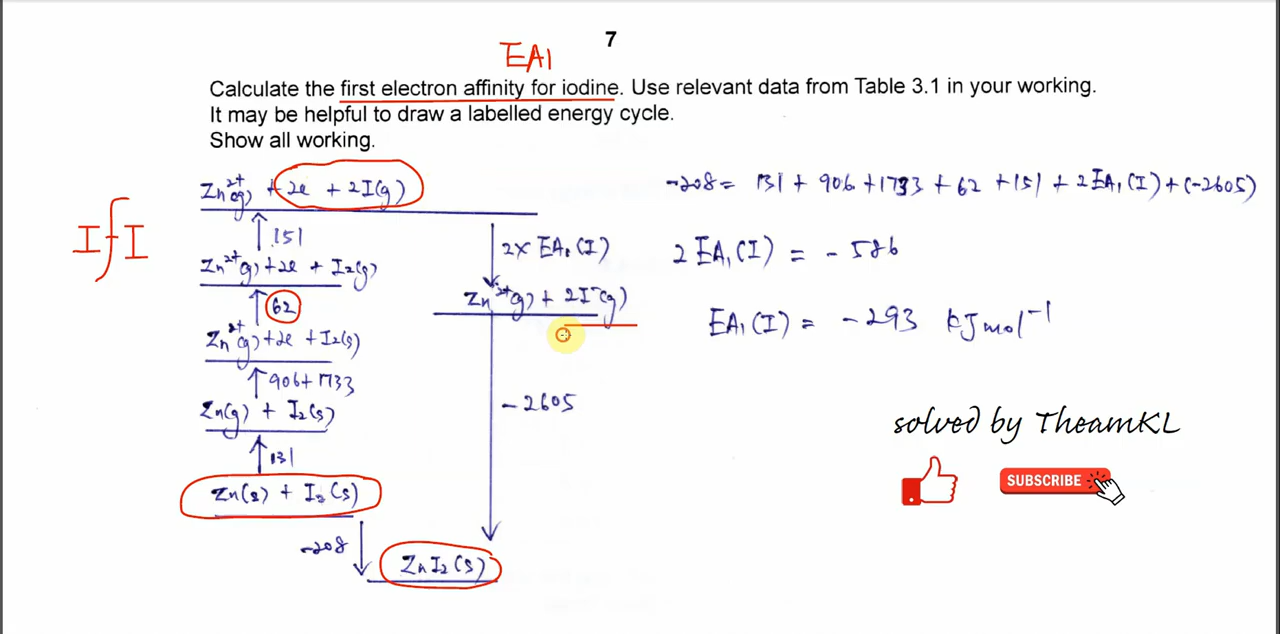 7
EA1
Calculate the first electron affinity for iodine. Use relevant data from Table 3.1 in your working.
It may be helpful to draw a labelled energy cycle.
Show all working.
Zn²⁺(g) + 2e + 2I(g)
-208 = 131 + 906 + 1733 + 62 + 151 + 2EA₁(I) + (-2605)
I f I
↑ 151
2 x EA₁(I)
2 EA₁(I) = - 586
Zn²⁺(g) + 2e + I₂(g)
Zn²⁺(g) + 2I⁻(g)
↑ 62
EA₁(I) = - 293 kJmol⁻¹
Zn²⁺(g) + 2e + I₂(s)
↑ 906 + 1733
- 2605
Zn(g) + I₂(s)
solved by TheamKL
↑ 131
SUBSCRIBE
Zn(s) + I₂(s)
-208
ZnI₂(s)